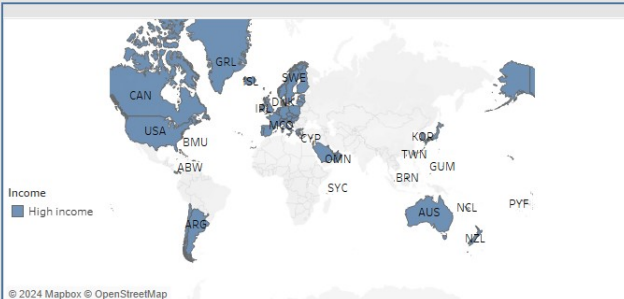 GRL
ISL
SWE
CAN
IRL
DNK
USA
MCO
BMU
CYP
KOR
TWN
OMN
ABW
GUM
BRN
SYC
Income
High income
ARG
AUS
NCL
PYF
NZL
© 2024 Mapbox © OpenStreetMap